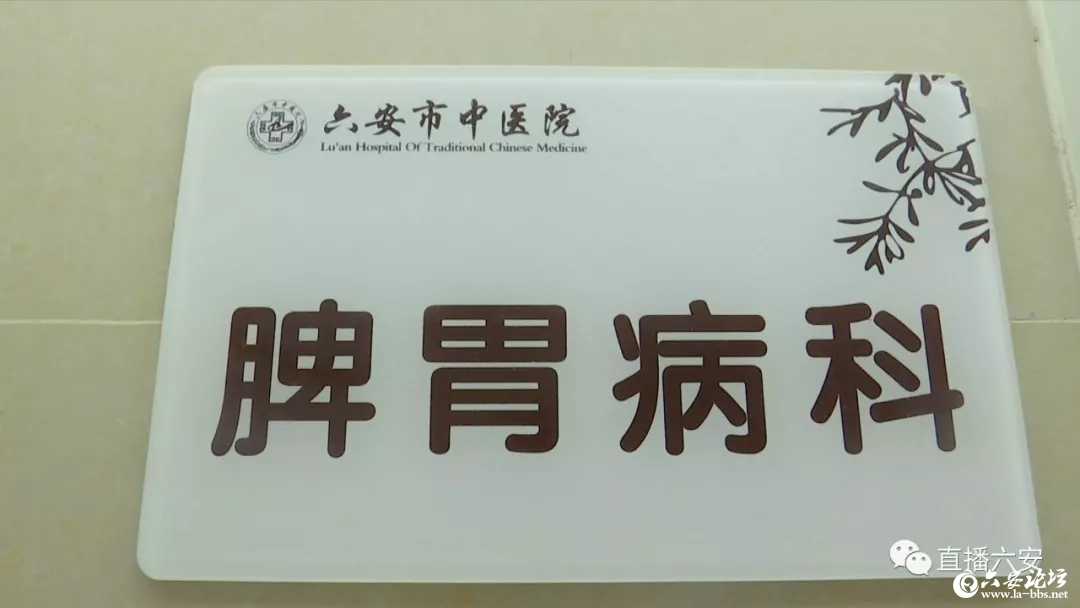 六安市中医院
Lu'an Hospital Of Traditional Chinese Medicine
脾胃病科
直播六安
六安论坛
www.la-bbs.net